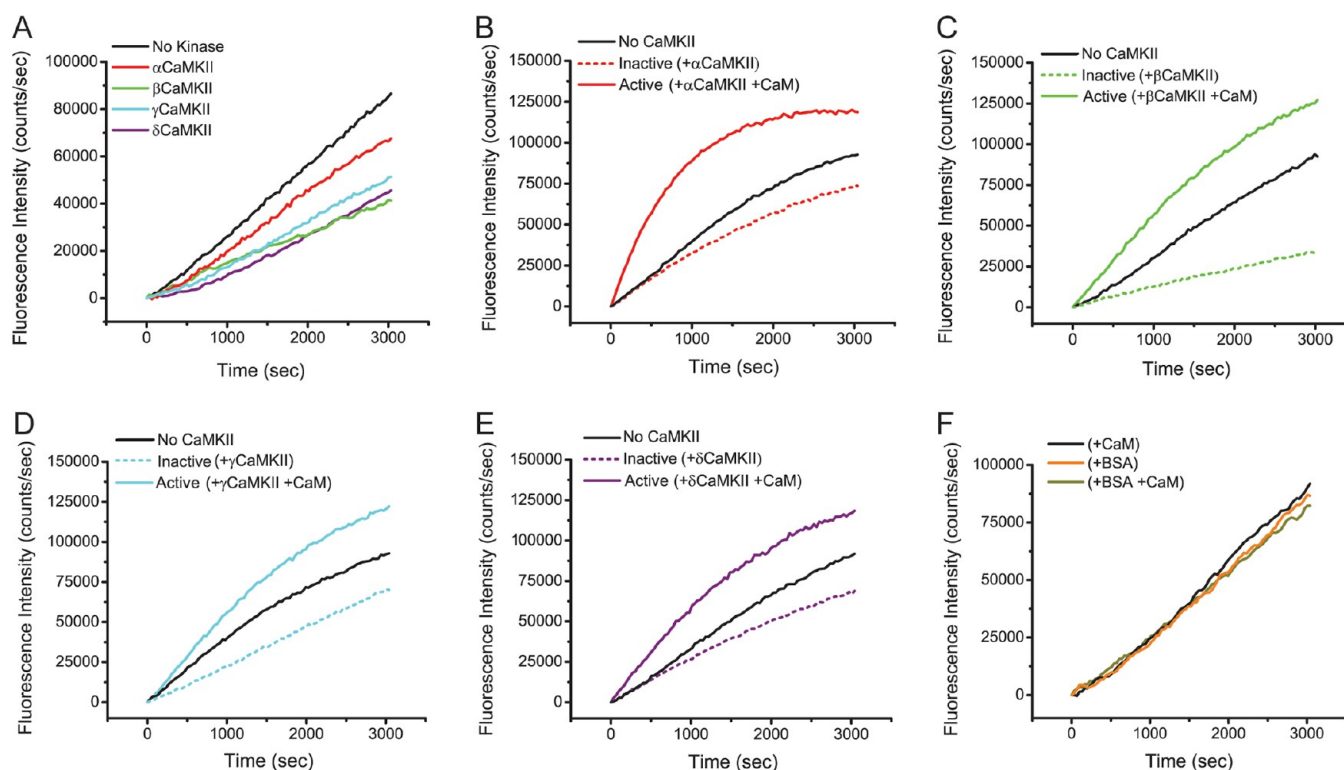 A
No Kinase
αCaMKII
βCaMKII
γCaMKII
δCaMKII
Fluorescence Intensity (counts/sec)
100000
80000
60000
40000
20000
0
0 1000 2000 3000
Time (sec)
B
No CaMKII
Inactive (+αCaMKII)
Active (+αCaMKII +CaM)
Fluorescence Intensity (counts/sec)
150000
125000
100000
75000
50000
25000
0
0 1000 2000 3000
Time (sec)
C
No CaMKII
Inactive (+βCaMKII)
Active (+βCaMKII +CaM)
Fluorescence Intensity (counts/sec)
150000
125000
100000
75000
50000
25000
0
0 1000 2000 3000
Time (sec)
D
No CaMKII
Inactive (+γCaMKII)
Active (+γCaMKII +CaM)
Fluorescence Intensity (counts/sec)
150000
125000
100000
75000
50000
25000
0
0 1000 2000 3000
Time (sec)
E
No CaMKII
Inactive (+δCaMKII)
Active (+δCaMKII +CaM)
Fluorescence Intensity (counts/sec)
150000
125000
100000
75000
50000
25000
0
0 1000 2000 3000
Time (sec)
F
(+CaM)
(+BSA)
(+BSA +CaM)
Fluorescence Intensity (counts/sec)
100000
75000
50000
25000
0
0 1000 2000 3000
Time (sec)